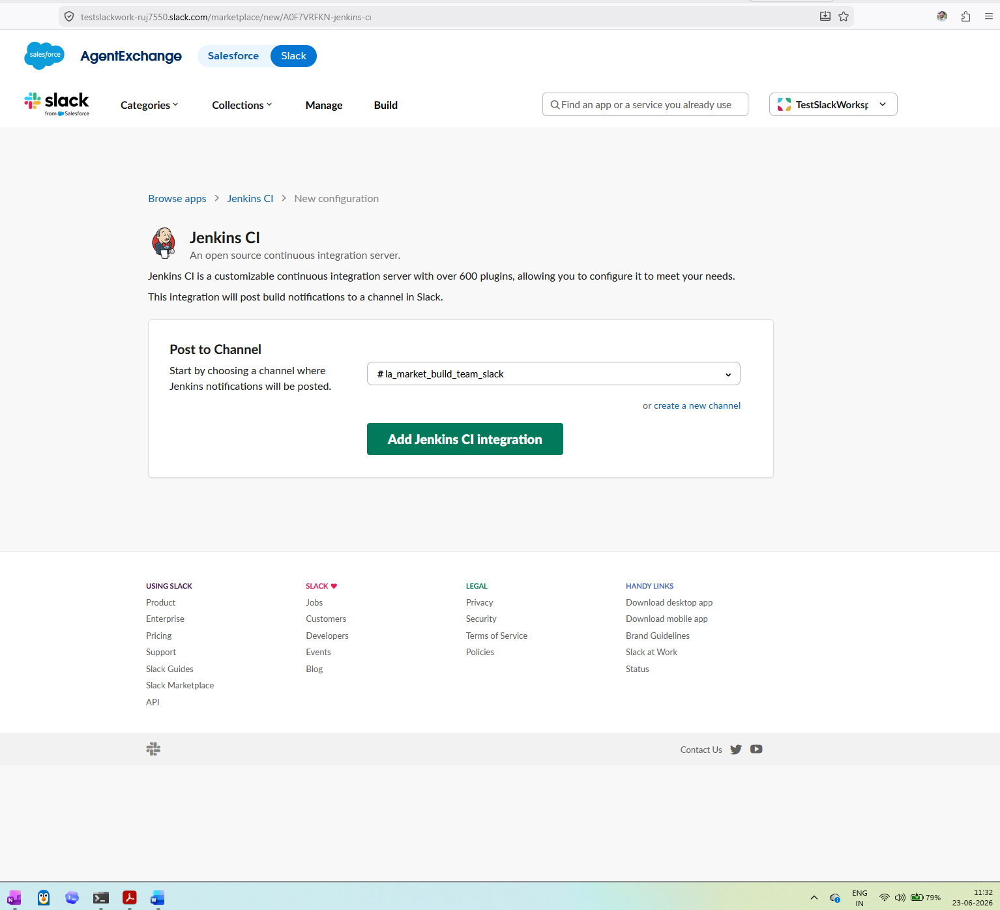 testslackwork-ruj7550.slack.com/marketplace/new/A0F7VRFKN-jenkins-ci
salesforce
AgentExchange
Salesforce
Slack
slack
from Salesforce
Categories
Collections
Manage
Build
Find an app or a service you already use
TestSlackWorksp
Browse apps > Jenkins CI > New configuration
Jenkins CI
An open source continuous integration server.
Jenkins CI is a customizable continuous integration server with over 600 plugins, allowing you to configure it to meet your needs.
This integration will post build notifications to a channel in Slack.
Post to Channel
Start by choosing a channel where
Jenkins notifications will be posted.
# la_market_build_team_slack
or create a new channel
Add Jenkins CI integration
USING SLACK
Product
Enterprise
Pricing
Support
Slack Guides
Slack Marketplace
API
SLACK ♥
Jobs
Customers
Developers
Events
Blog
LEGAL
Privacy
Security
Terms of Service
Policies
HANDY LINKS
Download desktop app
Download mobile app
Brand Guidelines
Slack at Work
Status
Contact Us
ENG
IN
79%
11:32
23-06-2026